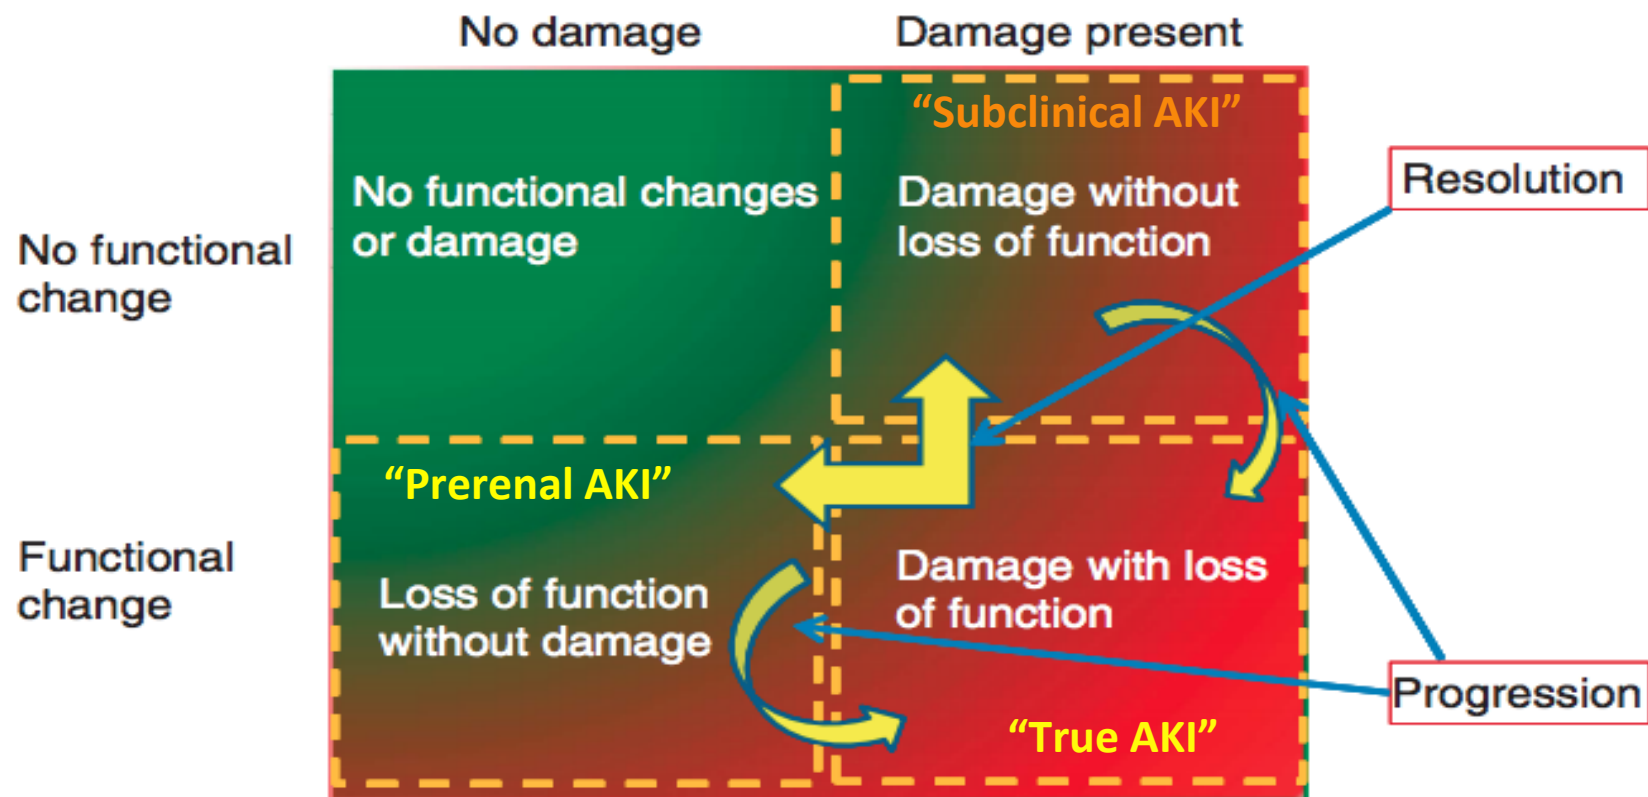 No damage
Damage present
“Subclinical AKI”
No functional
change
No functional changes
or damage
Damage without
loss of function
Resolution
“Prerenal AKI”
Functional
change
Loss of function
without damage
Damage with loss
of function
“True AKI”
Progression